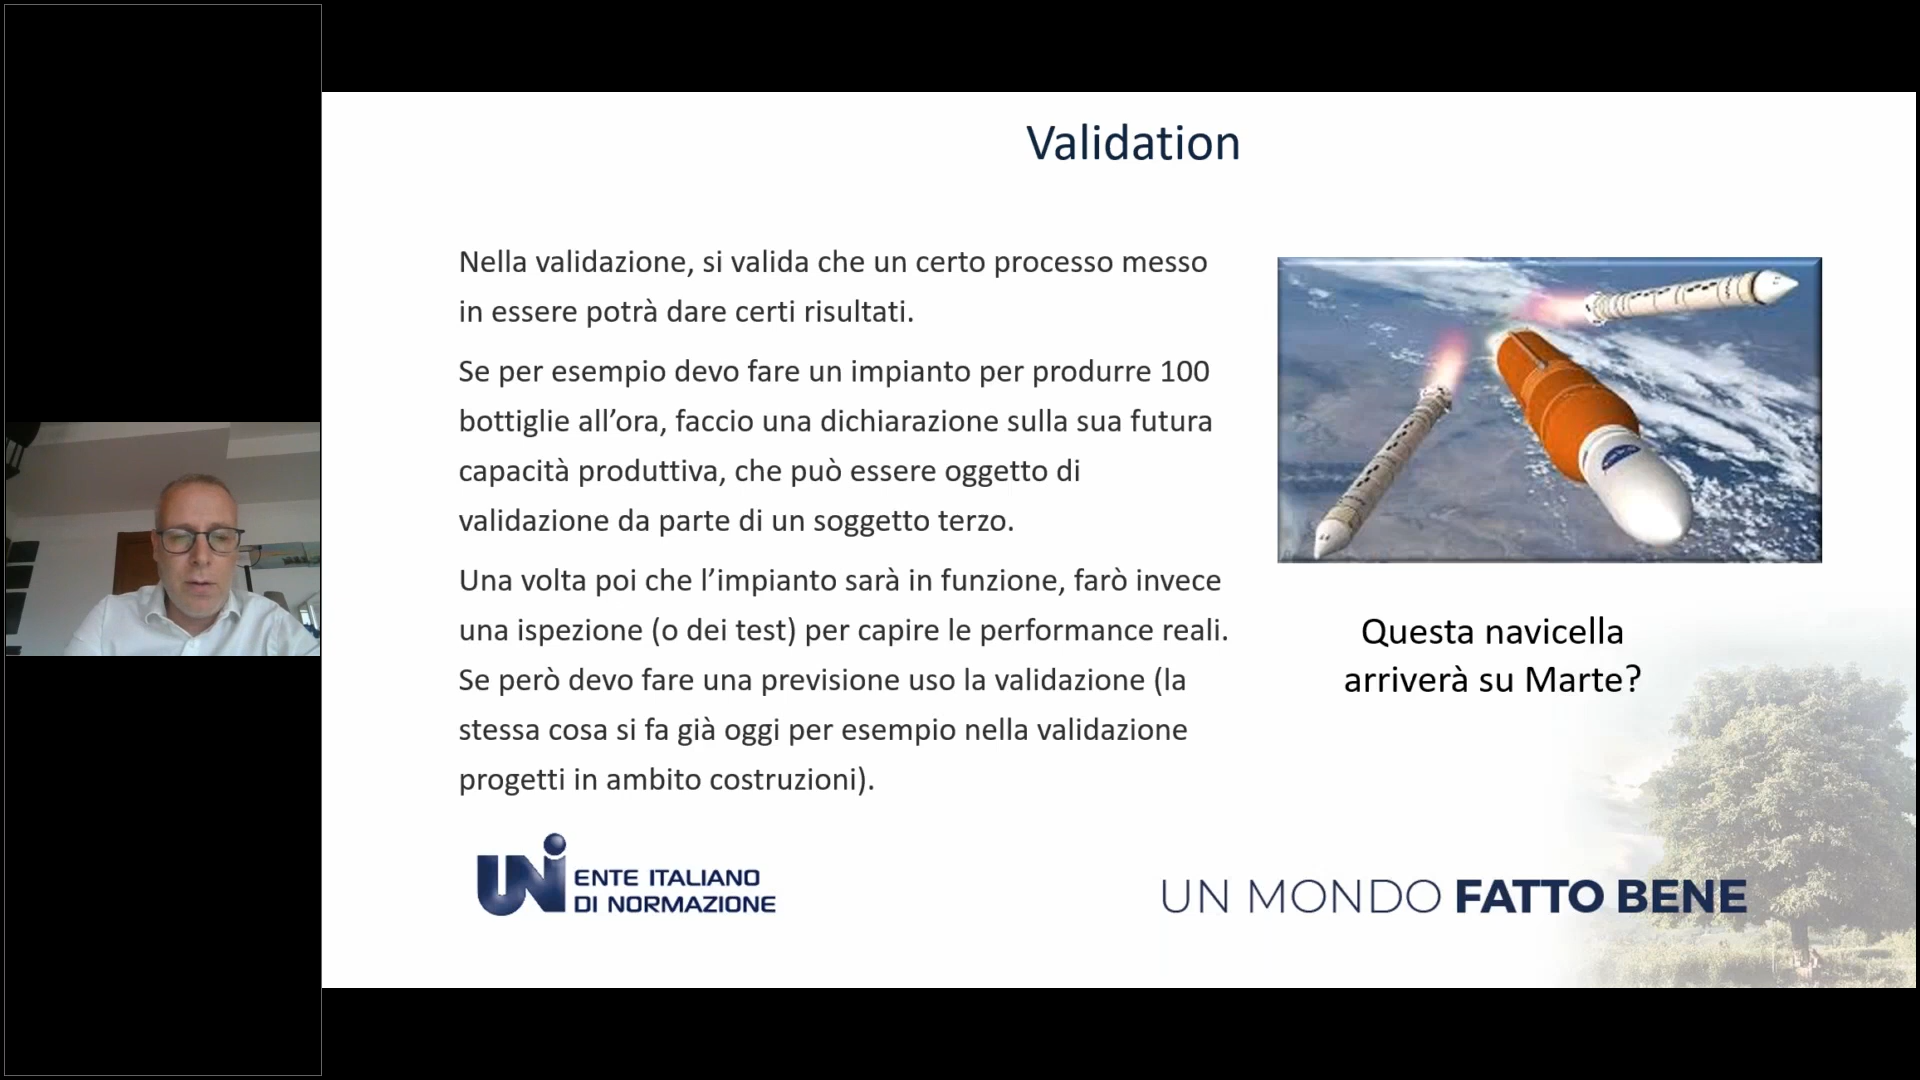 Validation
Nella validazione, si valida che un certo processo messo
in essere potrà dare certi risultati.
Se per esempio devo fare un impianto per produrre 100
bottiglie all’ora, faccio una dichiarazione sulla sua futura
capacità produttiva, che può essere oggetto di
validazione da parte di un soggetto terzo.
Una volta poi che l’impianto sarà in funzione, farò invece
una ispezione (o dei test) per capire le performance reali.
Se però devo fare una previsione uso la validazione (la
stessa cosa si fa già oggi per esempio nella validazione
progetti in ambito costruzioni).
Questa navicella
arriverà su Marte?
UNI ENTE ITALIANO
DI NORMAZIONE
UN MONDO FATTO BENE